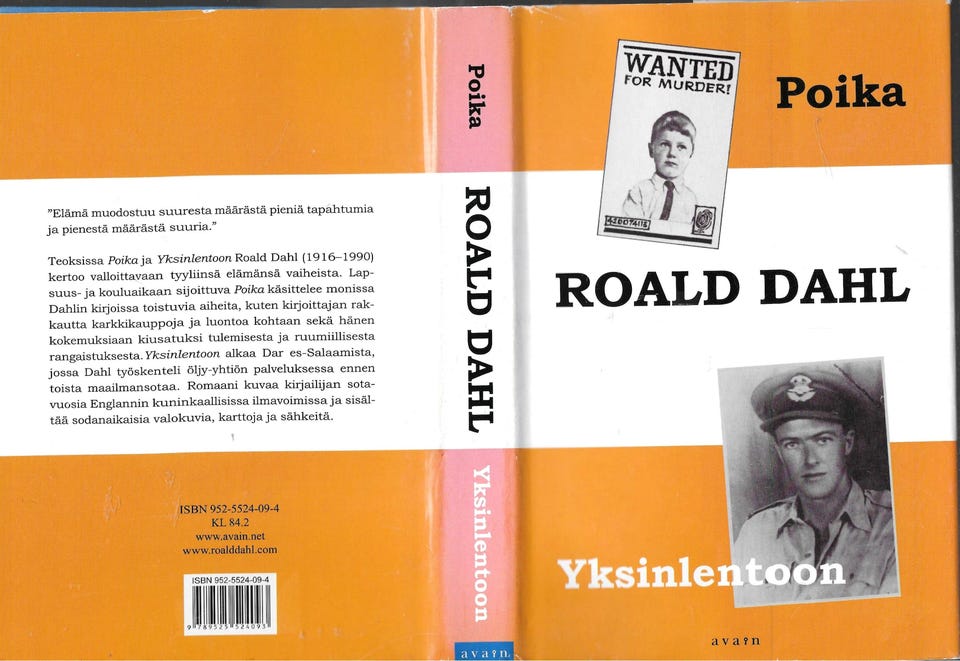 "Elämä muodostuu suuresta määrästä pieniä tapahtumia
ja pienestä määrästä suuria."
Teoksissa Poika ja Yksinlentoon Roald Dahl (1916–1990)
kertoo valloittavaan tyyliinsä elämänsä vaiheista. Lap-
suus- ja kouluaikaan sijoittuva Poika käsittelee monissa
Dahlin kirjoissa toistuvia aiheita, kuten kirjoittajan rak-
kautta karkkikauppoja ja luontoa kohtaan sekä hänen
kokemuksiaan kiusatuksi tulemisesta ja ruumiillisesta
rangaistuksesta. Yksinlentoon alkaa Dar es-Salaamista,
jossa Dahl työskenteli öljy-yhtiön palveluksessa ennen
toista maailmansotaa. Romaani kuvaa kirjailijan sota-
vuosia Englannin kuninkaallisissa ilmavoimissa ja sisäl-
tää sodanaikaisia valokuvia, karttoja ja sähkeitä.
ISBN 952-5524-09-4
KL 84.2
www.avain.net
www.roalddahl.com
ISBN 952-5524-09-4
9 789525 524093
Poika
ROALD DAHL
Yksinlentoon
avain
WANTED
FOR MURDER!
Poika
ROALD DAHL
Yksinlentoon
avain